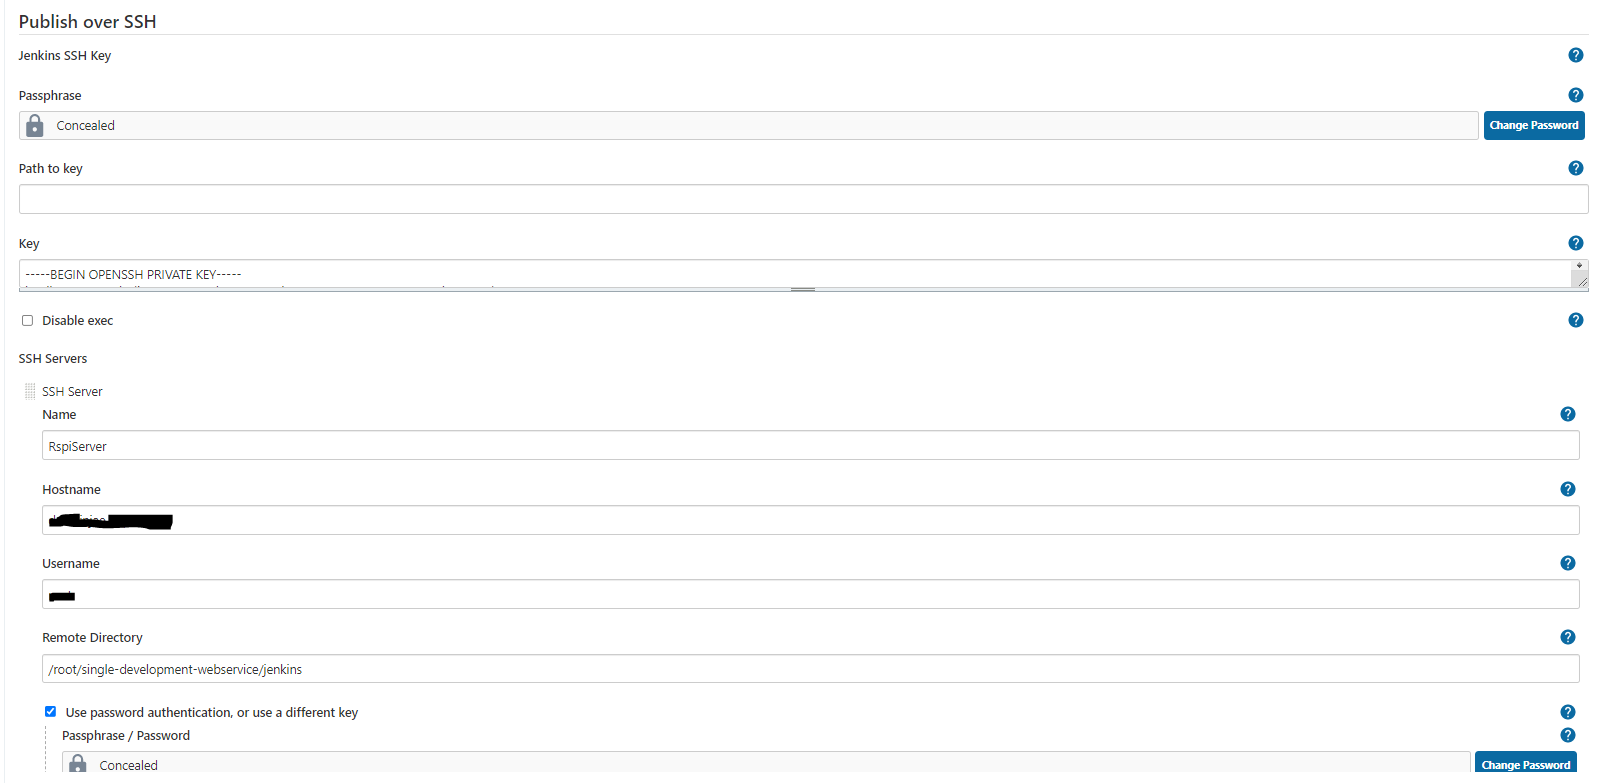 Publish over SSH
Jenkins SSH Key
Passphrase
Concealed
Change Password
Path to key
Key
-----BEGIN OPENSSH PRIVATE KEY-----
Disable exec
SSH Servers
SSH Server
Name
RspiServer
Hostname
Username
Remote Directory
/root/single-development-webservice/jenkins
Use password authentication, or use a different key
Passphrase / Password
Concealed
Change Password